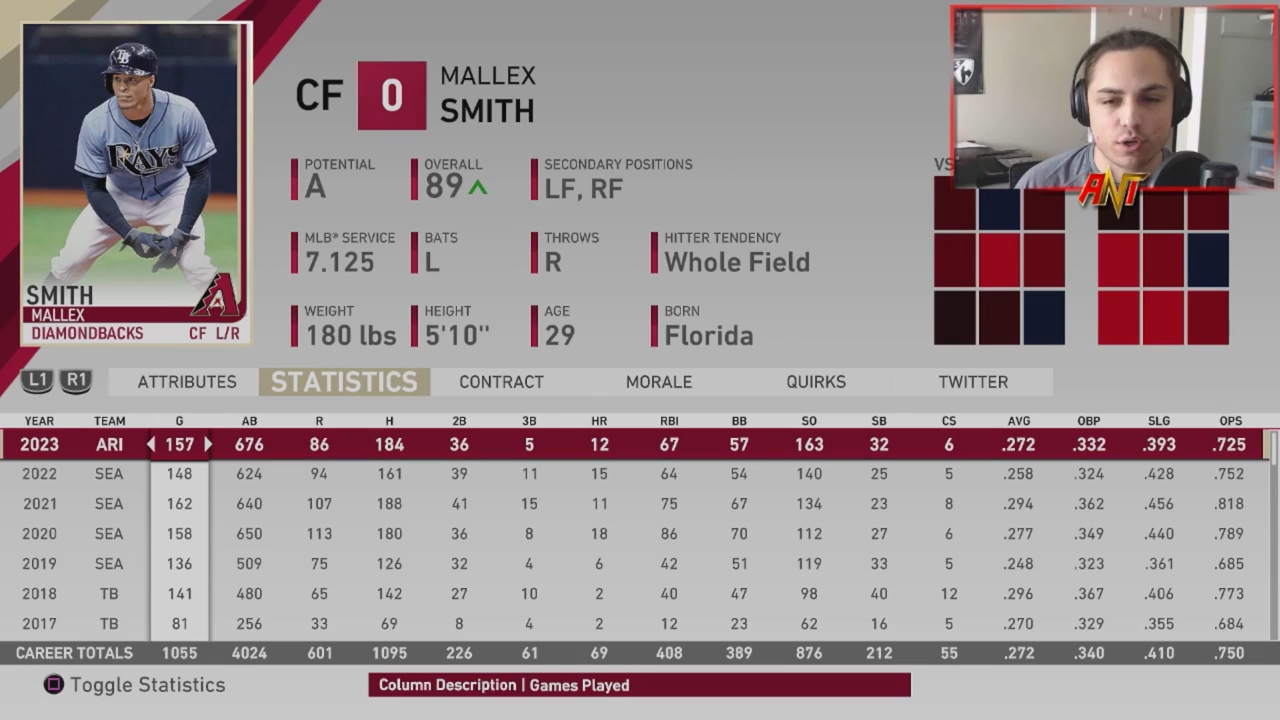 CF 0 MALLEX SMITH
POTENTIAL A
OVERALL 89
SECONDARY POSITIONS LF, RF
VS
MLB® SERVICE 7.125
BATS L
THROWS R
HITTER TENDENCY Whole Field
WEIGHT 180 lbs
HEIGHT 5'10"
AGE 29
BORN Florida
TB
RAYS
SMITH
MALLEX
DIAMONDBACKS CF L/R
A
ANT
L1 R1 ATTRIBUTES STATISTICS CONTRACT MORALE QUIRKS TWITTER
YEAR TEAM G AB R H 2B 3B HR RBI BB SO SB CS AVG OBP SLG OPS
2023 ARI 157 676 86 184 36 5 12 67 57 163 32 6 .272 .332 .393 .725
2022 SEA 148 624 94 161 39 11 15 64 54 140 25 5 .258 .324 .428 .752
2021 SEA 162 640 107 188 41 15 11 75 67 134 23 8 .294 .362 .456 .818
2020 SEA 158 650 113 180 36 8 18 86 70 112 27 6 .277 .349 .440 .789
2019 SEA 136 509 75 126 32 4 6 42 51 119 33 5 .248 .323 .361 .685
2018 TB 141 480 65 142 27 10 2 40 47 98 40 12 .296 .367 .406 .773
2017 TB 81 256 33 69 8 4 2 12 23 62 16 5 .270 .329 .355 .684
CAREER TOTALS 1055 4024 601 1095 226 61 69 408 389 876 212 55 .272 .340 .410 .750
Toggle Statistics
Column Description | Games Played